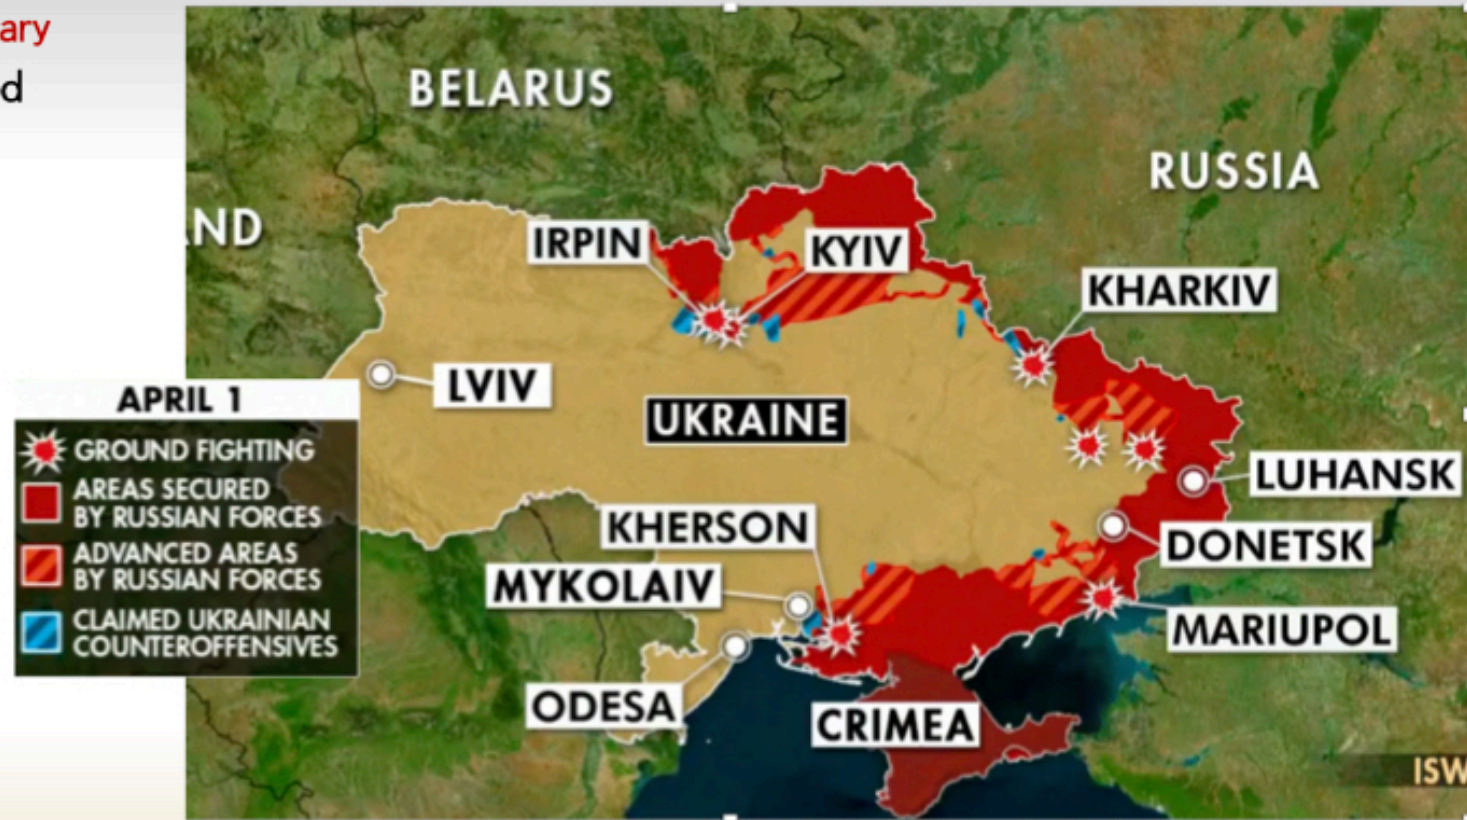 ary
d
BELARUS
RUSSIA
AND
IRPIN
KYIV
KHARKIV
LVIV
UKRAINE
APRIL 1
GROUND FIGHTING
AREAS SECURED
BY RUSSIAN FORCES
ADVANCED AREAS
BY RUSSIAN FORCES
CLAIMED UKRAINIAN
COUNTEROFFENSIVES
LUHANSK
KHERSON
DONETSK
MYKOLAIV
MARIUPOL
ODESA
CRIMEA
ISW